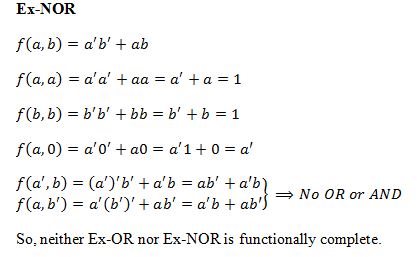 Ex-NOR
f(a,b) = a′b′ + ab
f(a,a) = a′a′ + aa = a′ + a = 1
f(b,b) = b′b′ + bb = b′ + b = 1
f(a,0) = a′0′ + a0 = a′1 + 0 = a′
f(a′,b) = (a′)′b′ + a′b = ab′ + a′b
f(a,b′) = a′(b′)′ + ab′ = a′b + ab′} ⟹ No OR or AND
So, neither Ex-OR nor Ex-NOR is functionally complete.